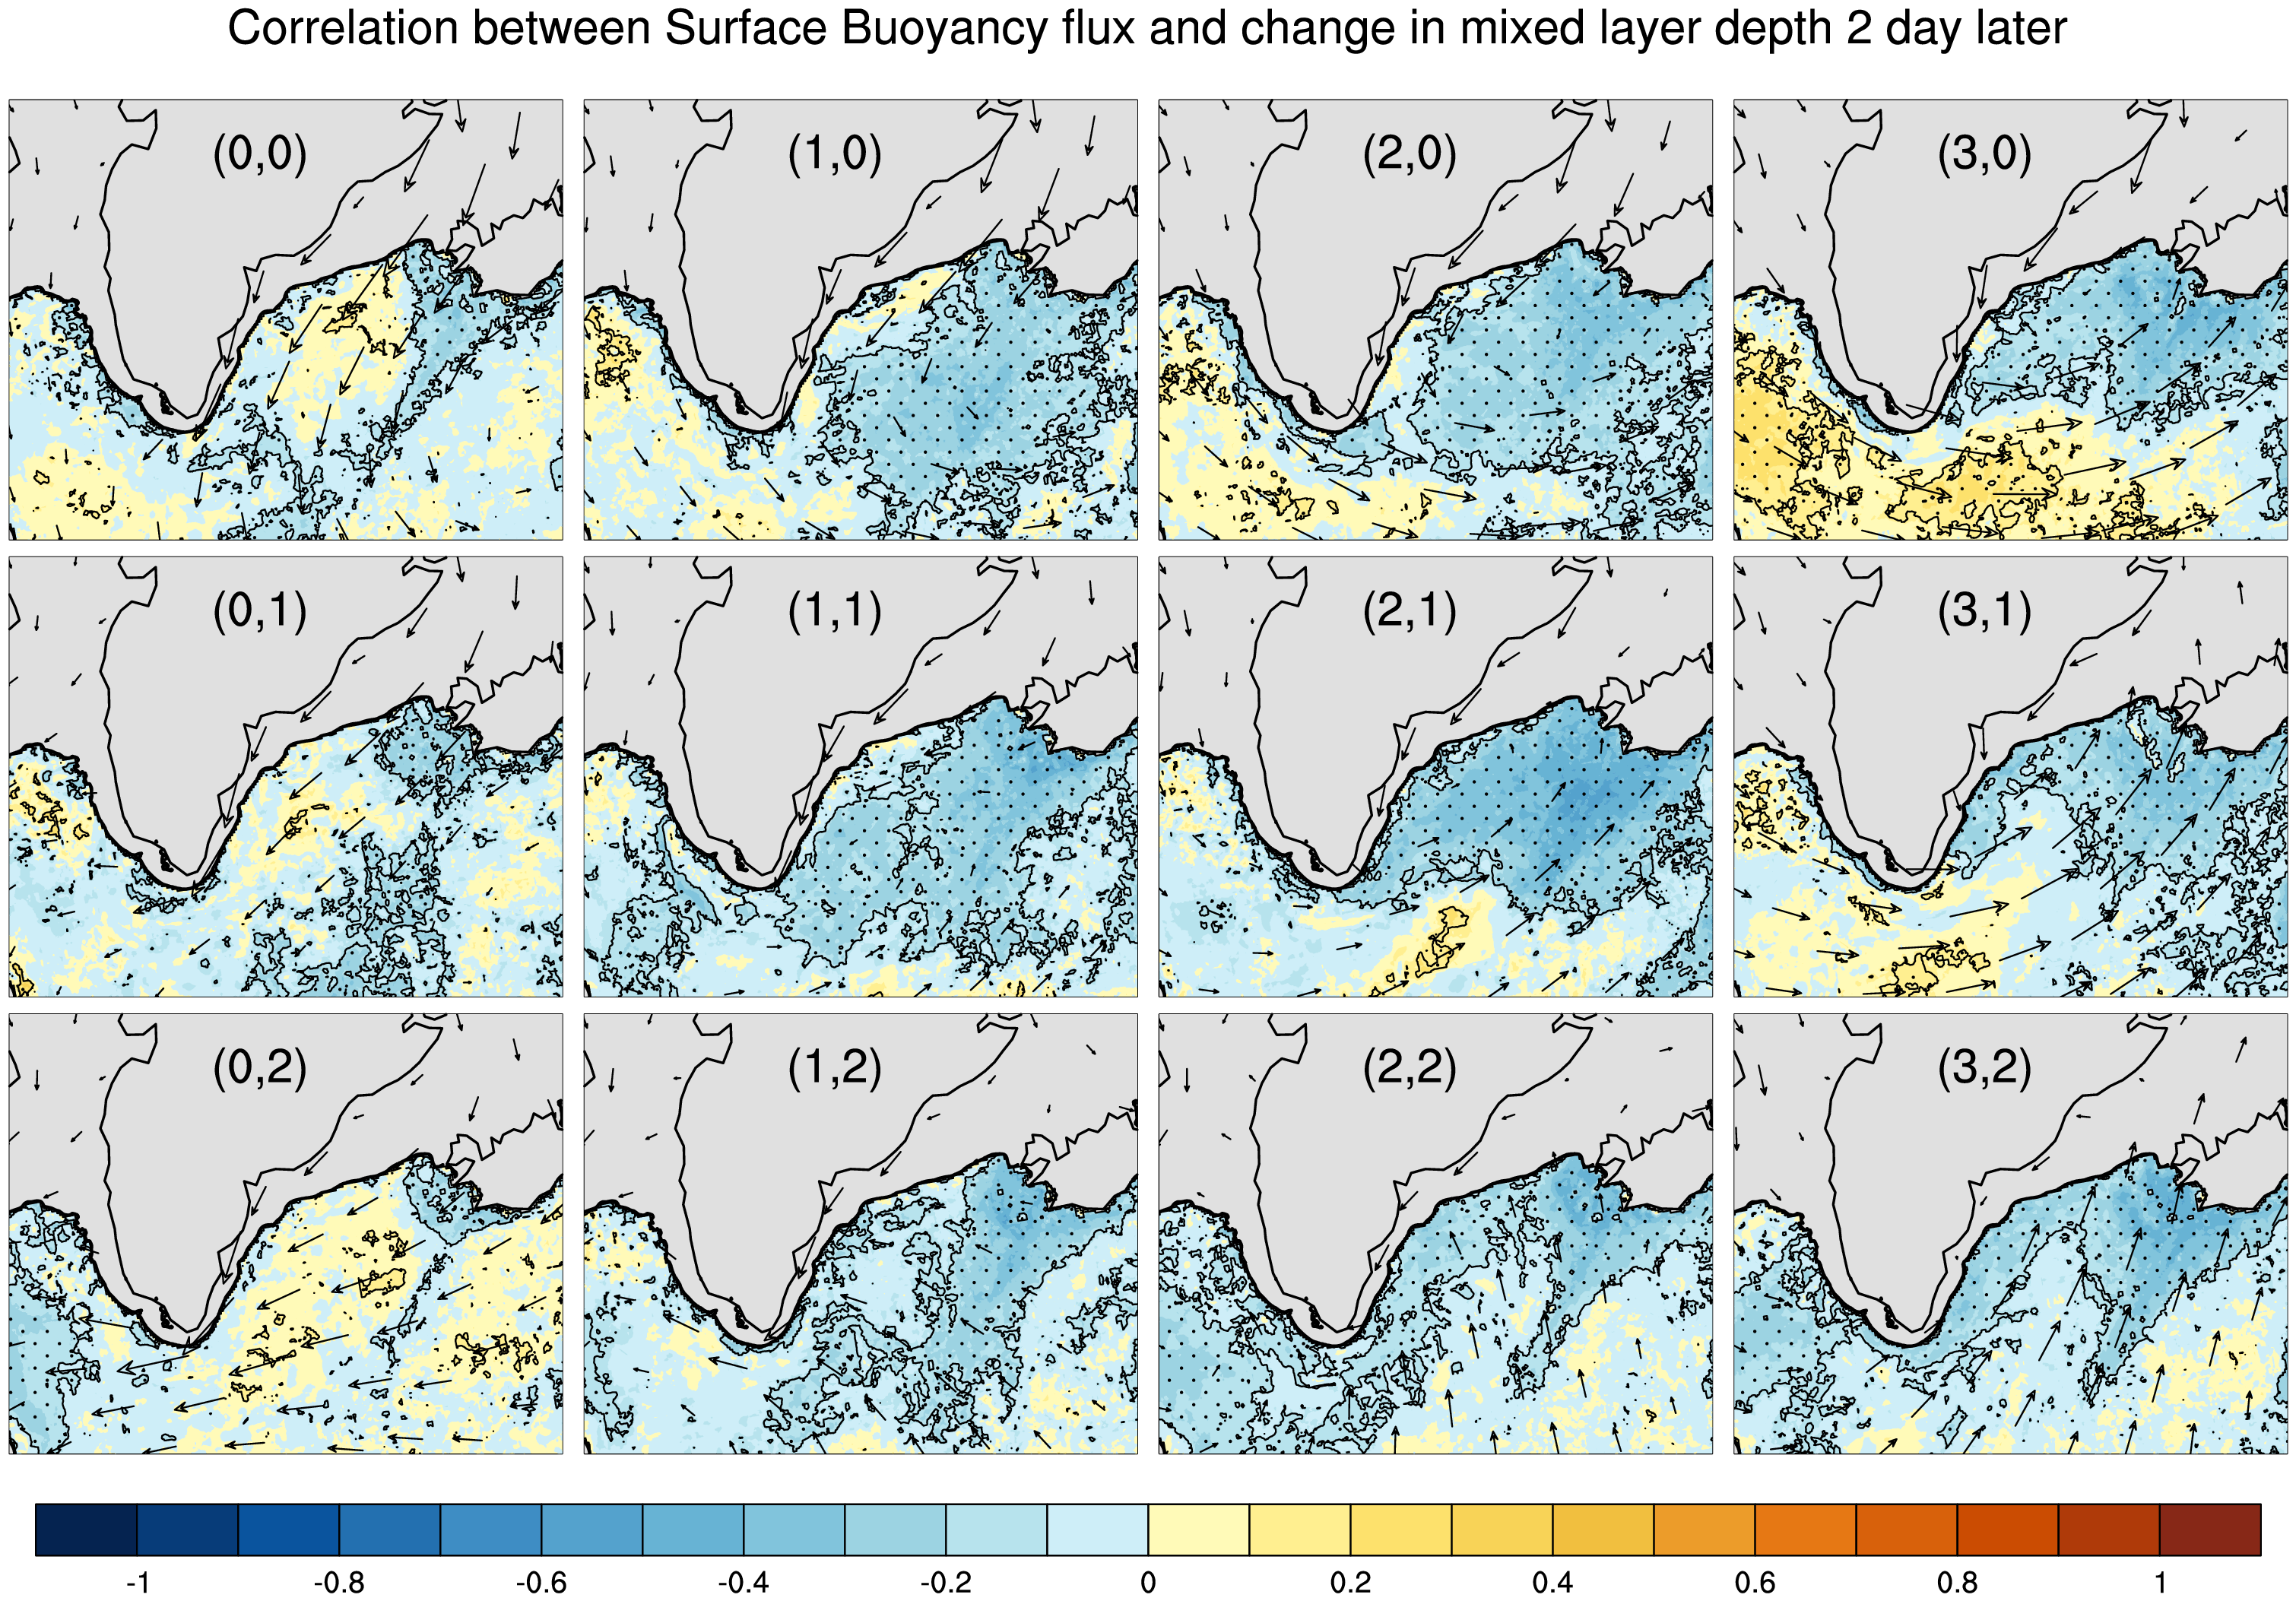 Correlation between Surface Buoyancy flux and change in mixed layer depth 2 day later
(0,0) (1,0) (2,0) (3,0)
(0,1) (1,1) (2,1) (3,1)
(0,2) (1,2) (2,2) (3,2)
-1 -0.8 -0.6 -0.4 -0.2 0 0.2 0.4 0.6 0.8 1